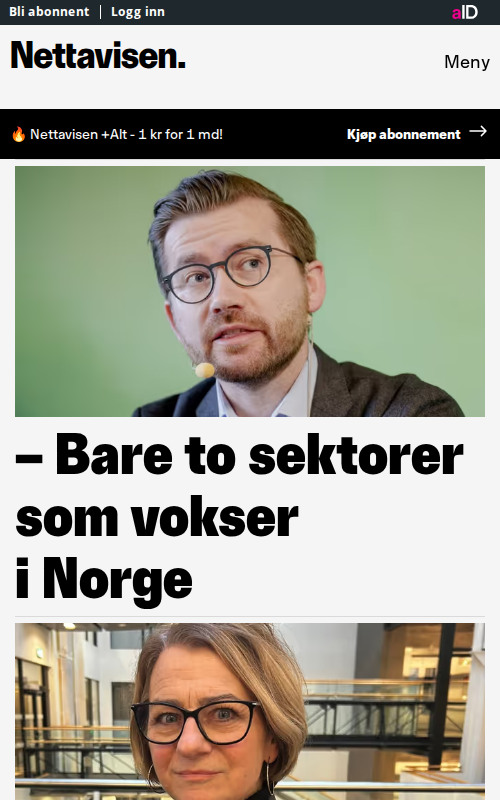 Bli abonnent | Logg inn
aID
Nettavisen.
Meny
🔥 Nettavisen +Alt - 1 kr for 1 md!
Kjøp abonnement →
– Bare to sektorer
som vokser
i Norge